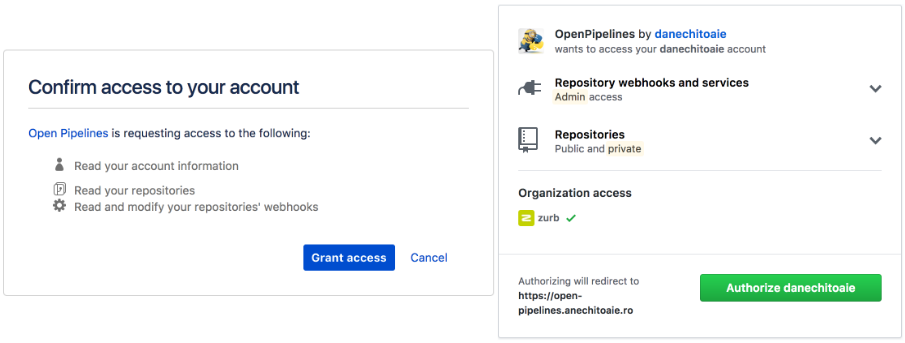 Confirm access to your account
Open Pipelines is requesting access to the following:
Read your account information
Read your repositories
Read and modify your repositories' webhooks
Grant access
Cancel
OpenPipelines by danechitoaie
wants to access your danechitoaie account
Repository webhooks and services
Admin access
Repositories
Public and private
Organization access
zurb
Authorizing will redirect to
https://open-
pipelines.anechitoaie.ro
Authorize danechitoaie